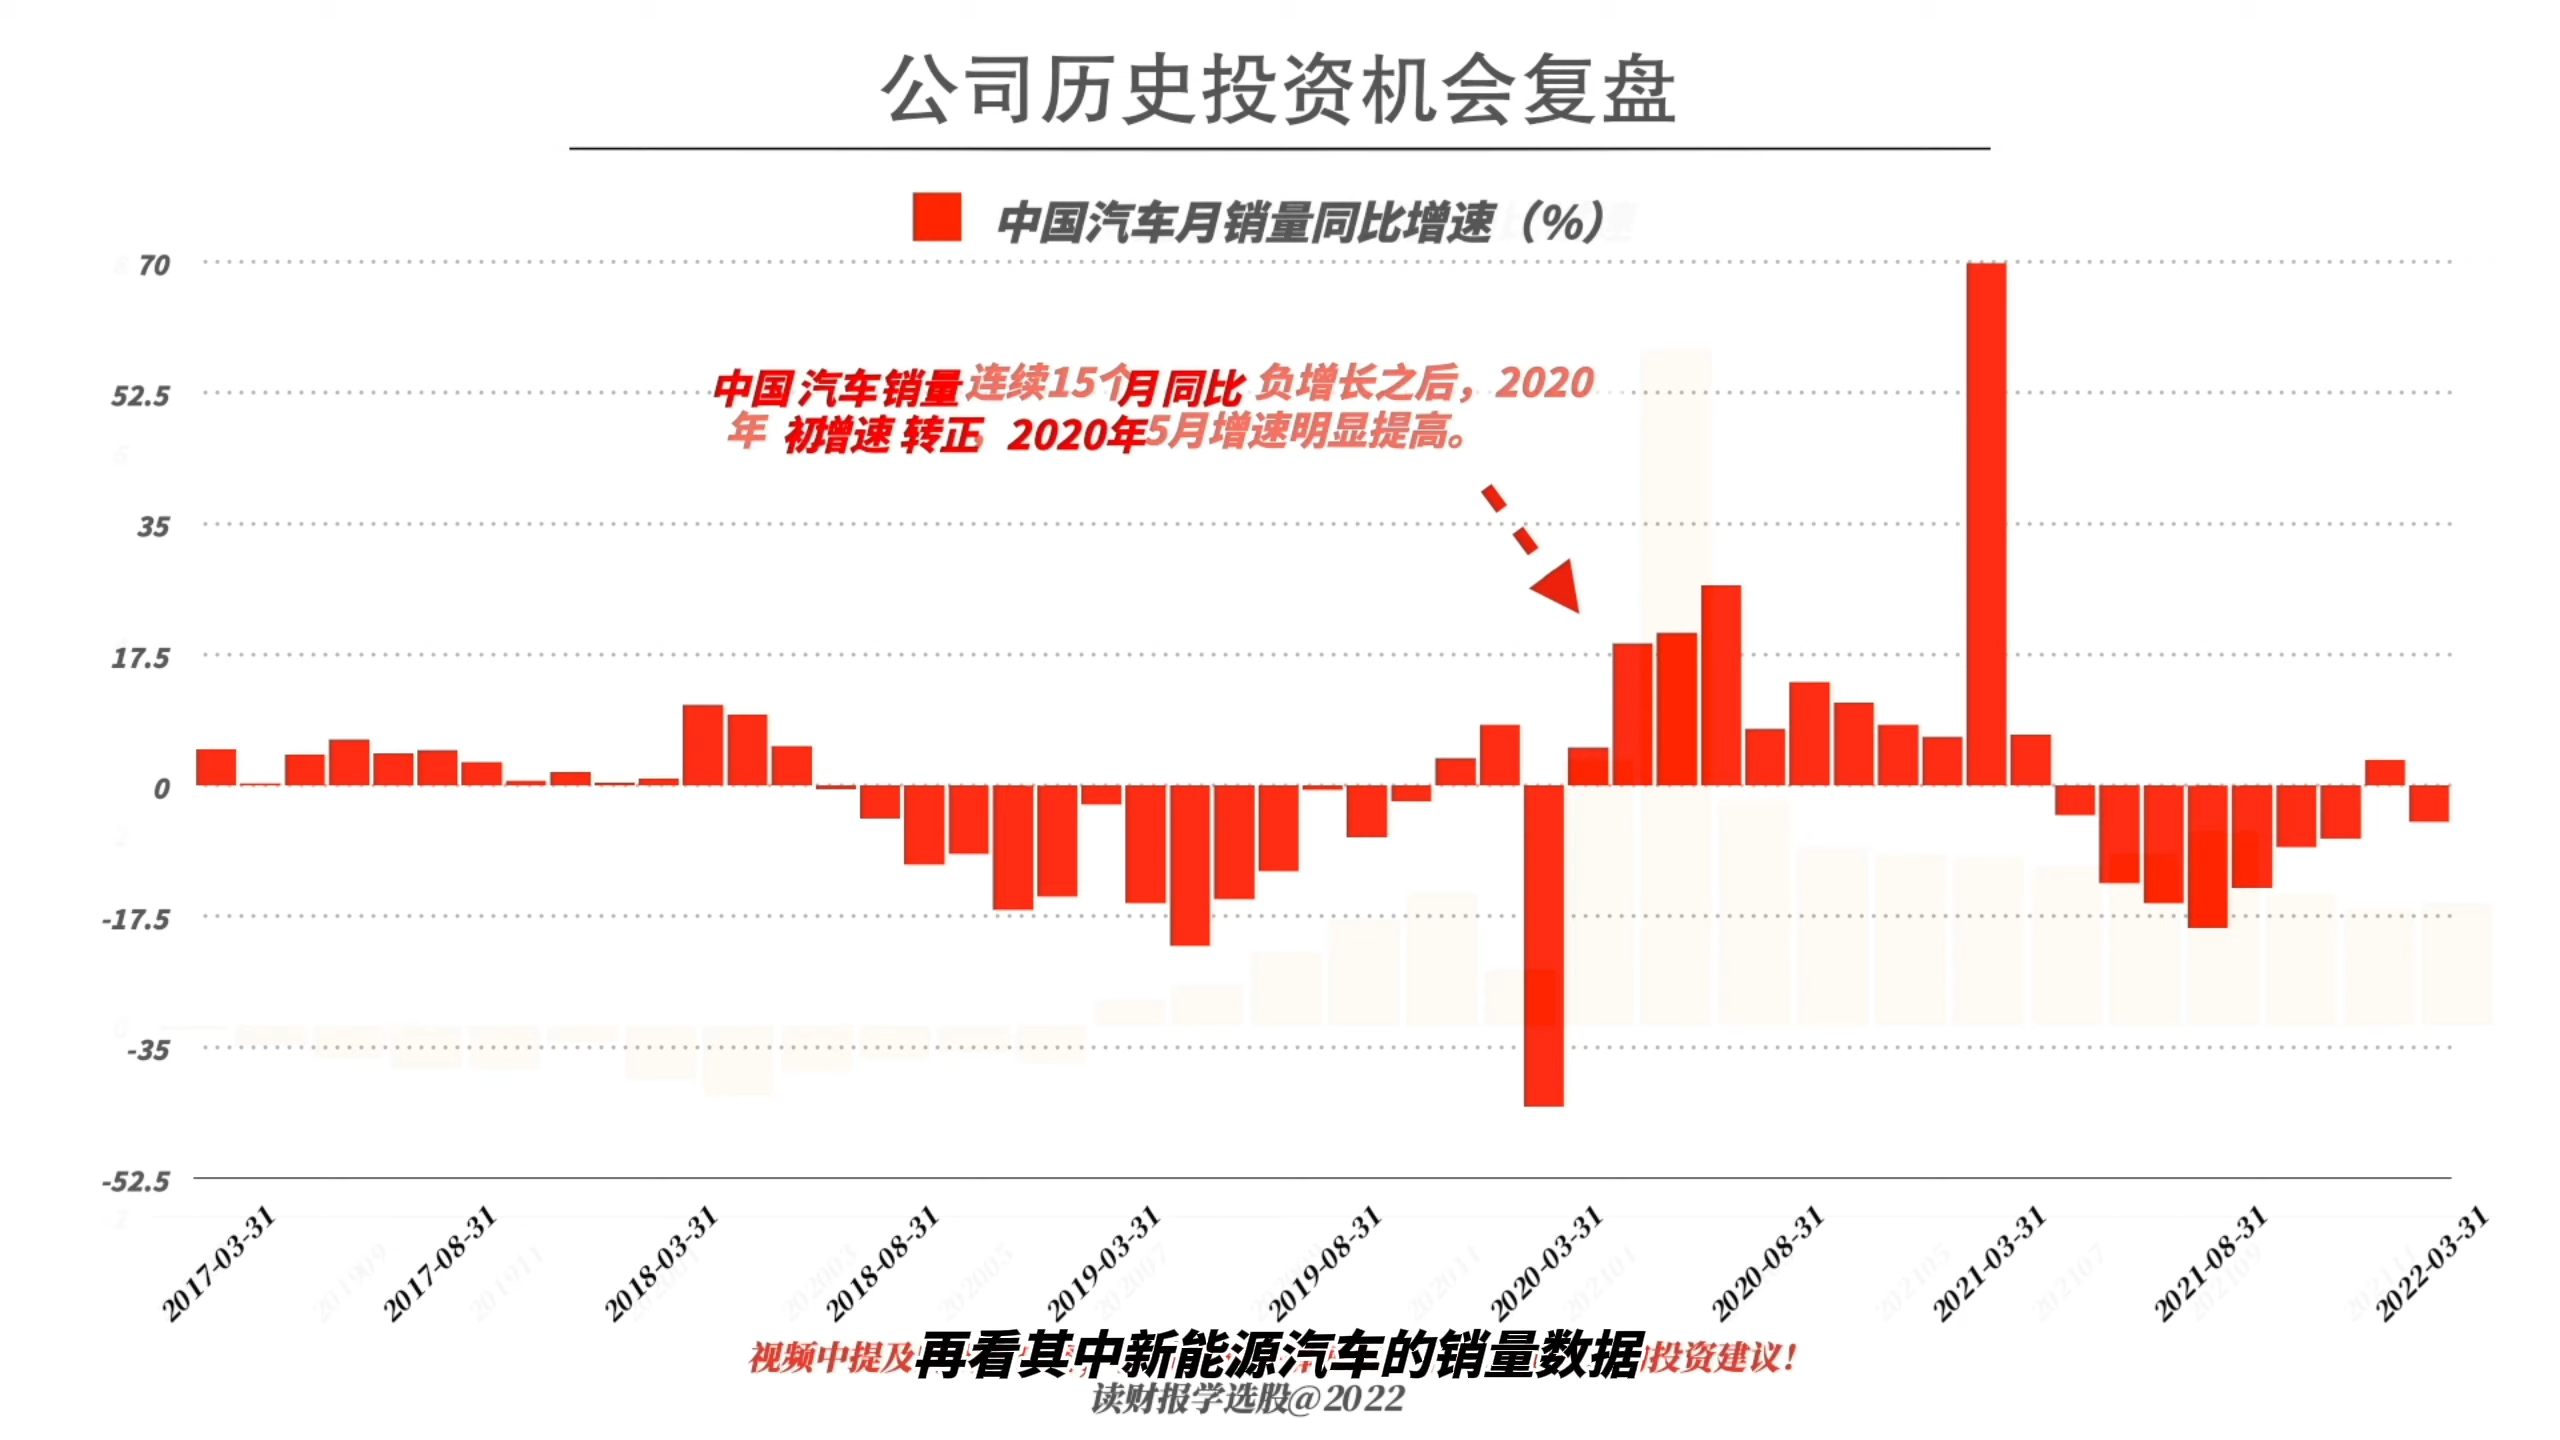 公司历史投资机会复盘
中国汽车月销量同比增速（%）
70
52.5
35
17.5
0
-17.5
-35
-52.5
中国汽车销量连续15个月同比负增长之后，2020
年初增速转正，2020年5月增速明显提高。
2017-03-31 2017-08-31 2018-03-31 2018-08-31 2019-03-31 2019-08-31 2020-03-31 2020-08-31 2021-03-31 2021-08-31 2022-03-31
视频中提及 投资建议！
再看其中新能源汽车的销量数据
读财报学选股@2022